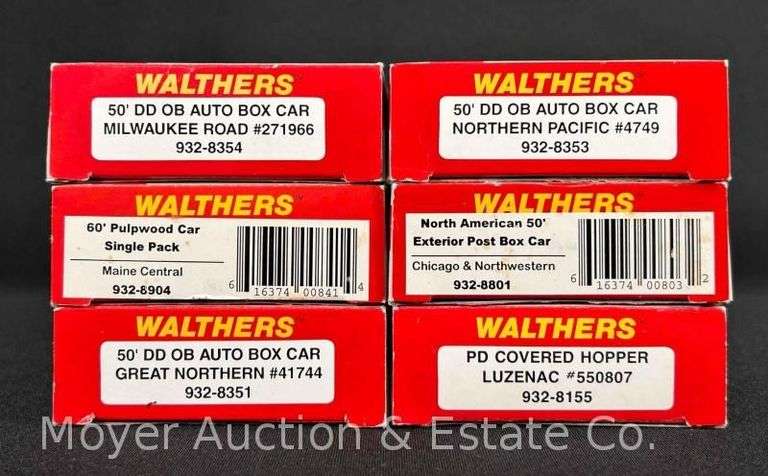 WALTHERS
50' DD OB AUTO BOX CAR
MILWAUKEE ROAD #271966
932-8354
WALTHERS
50' DD OB AUTO BOX CAR
NORTHERN PACIFIC #4749
932-8353
WALTHERS
60' Pulpwood Car
Single Pack
Maine Central
932-8904
6 16374 00841 4
WALTHERS
North American 50'
Exterior Post Box Car
Chicago & Northwestern
932-8801
6 16374 00803 2
WALTHERS
50' DD OB AUTO BOX CAR
GREAT NORTHERN #41744
932-8351
WALTHERS
PD COVERED HOPPER
LUZENAC #550807
932-8155
Moyer Auction & Estate Co.